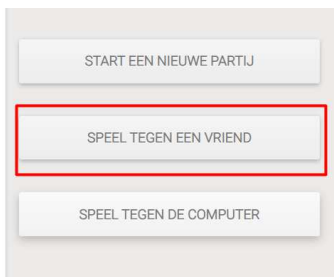 START EEN NIEUWE PARTIJ
SPEEL TEGEN EEN VRIEND
SPEEL TEGEN DE COMPUTER